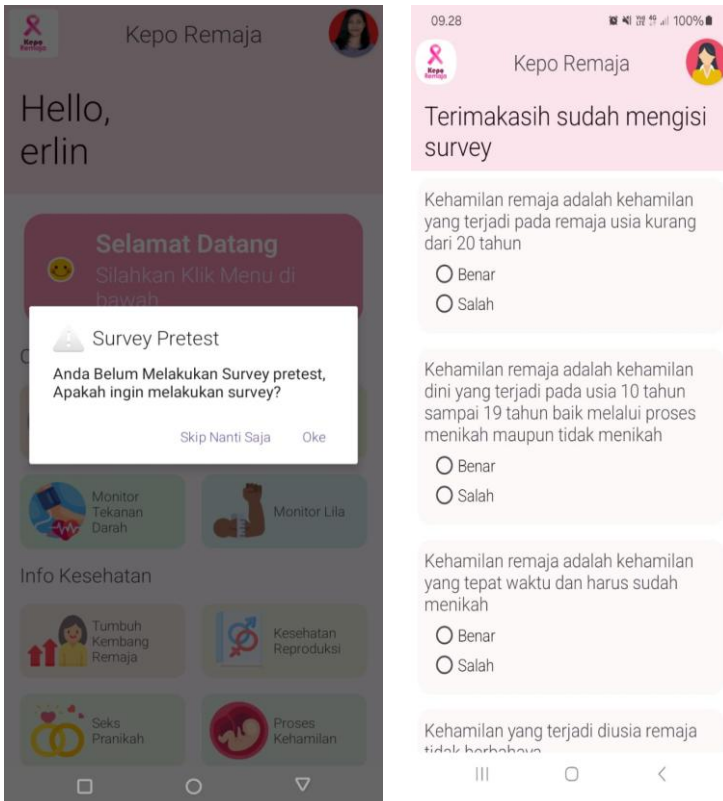 Kepo
Remaja
Kepo Remaja
Hello,
erlin
Selamat Datang
Silahkan Klik Menu di
bawah
Survey Pretest
Anda Belum Melakukan Survey pretest,
Apakah ingin melakukan survey?
Skip Nanti Saja
Oke
Monitor
Tekanan
Darah
Monitor Lila
Info Kesehatan
Tumbuh
Kembang
Remaja
Kesehatan
Reproduksi
Seks
Pranikah
Proses
Kehamilan
09.28
100%
Kepo
Remaja
Kepo Remaja
Terimakasih sudah mengisi
survey
Kehamilan remaja adalah kehamilan
yang terjadi pada remaja usia kurang
dari 20 tahun
Benar
Salah
Kehamilan remaja adalah kehamilan
dini yang terjadi pada usia 10 tahun
sampai 19 tahun baik melalui proses
menikah maupun tidak menikah
Benar
Salah
Kehamilan remaja adalah kehamilan
yang tepat waktu dan harus sudah
menikah
Benar
Salah
Kehamilan yang terjadi diusia remaja
tidak berbahaya